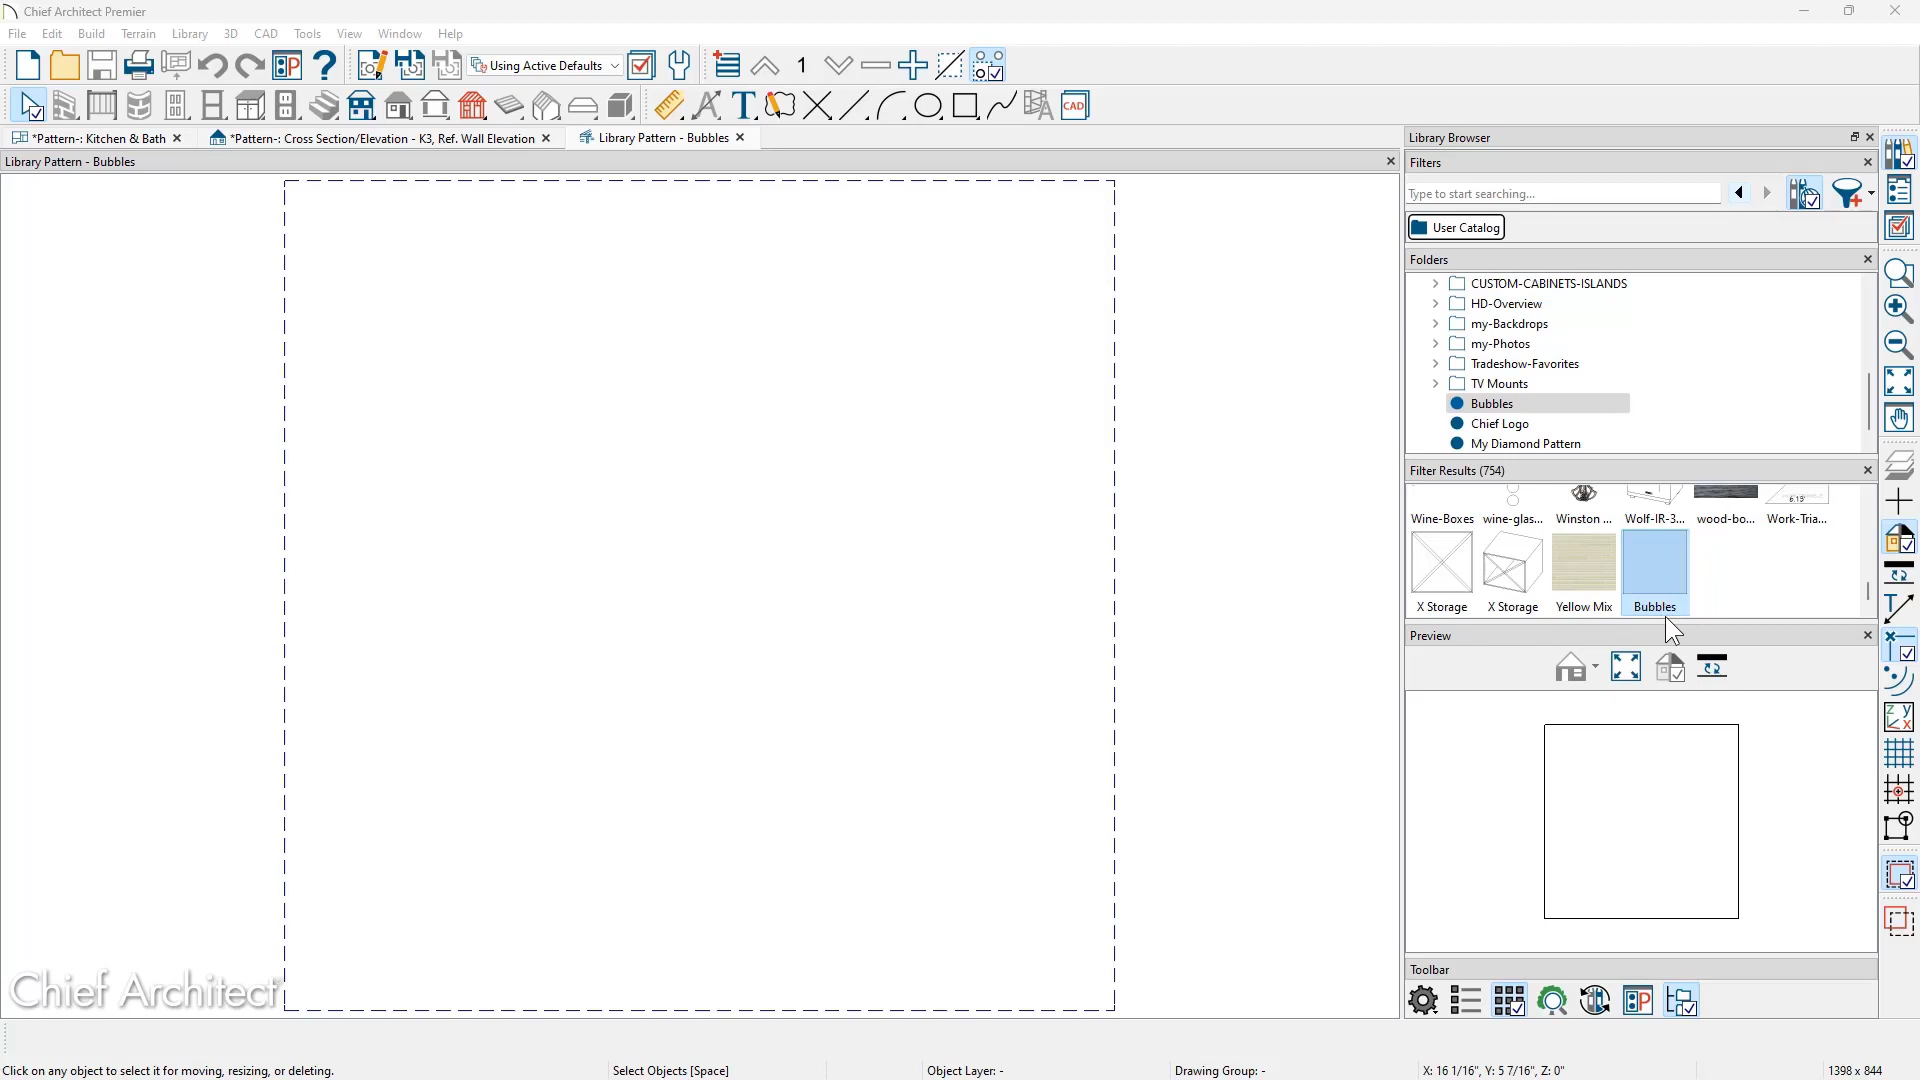 Chief Architect Premier
File Edit Build Terrain Library 3D CAD Tools View Window Help
Using Active Defaults
1
CAD
*Pattern-: Kitchen & Bath
*Pattern-: Cross Section/Elevation - K3, Ref. Wall Elevation
Library Pattern - Bubbles
Library Pattern - Bubbles
Library Browser
Filters
Type to start searching...
User Catalog
Folders
CUSTOM-CABINETS-ISLANDS
HD-Overview
my-Backdrops
my-Photos
Tradeshow-Favorites
TV Mounts
Bubbles
Chief Logo
My Diamond Pattern
Filter Results (754)
6.13'
Wine-Boxes wine-glas... Winston ... Wolf-IR-3... wood-bo... Work-Tria...
X Storage X Storage Yellow Mix Bubbles
Preview
Toolbar
Chief Architect
Click on any object to select it for moving, resizing, or deleting.
Select Objects [Space]
Object Layer: -
Drawing Group: -
X: 16 1/16", Y: 5 7/16", Z: 0"
1398 x 844